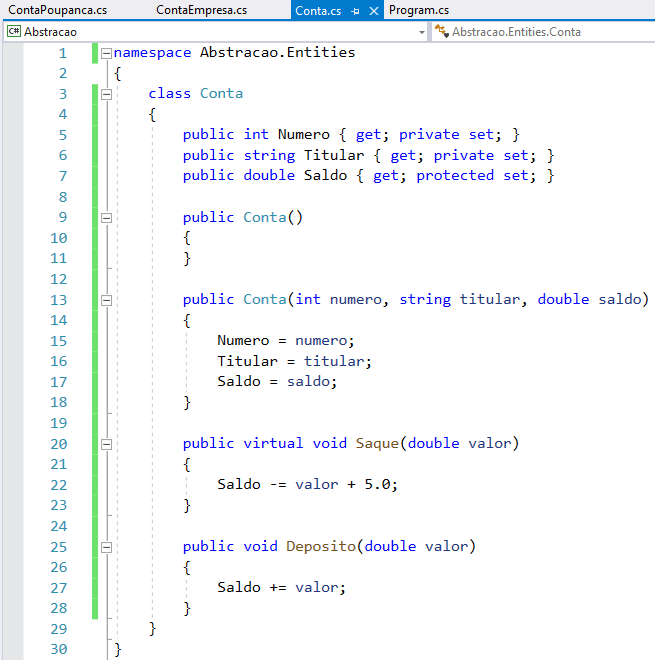 ContaPoupanca.cs ContaEmpresa.cs Conta.cs Program.cs
C# Abstracao Abstracao.Entities.Conta
1 namespace Abstracao.Entities
2 {
3     class Conta
4     {
5         public int Numero { get; private set; }
6         public string Titular { get; private set; }
7         public double Saldo { get; protected set; }
8
9         public Conta()
10         {
11         }
12
13         public Conta(int numero, string titular, double saldo)
14         {
15             Numero = numero;
16             Titular = titular;
17             Saldo = saldo;
18         }
19
20         public virtual void Saque(double valor)
21         {
22             Saldo -= valor + 5.0;
23         }
24
25         public void Deposito(double valor)
26         {
27             Saldo += valor;
28         }
29     }
30 }